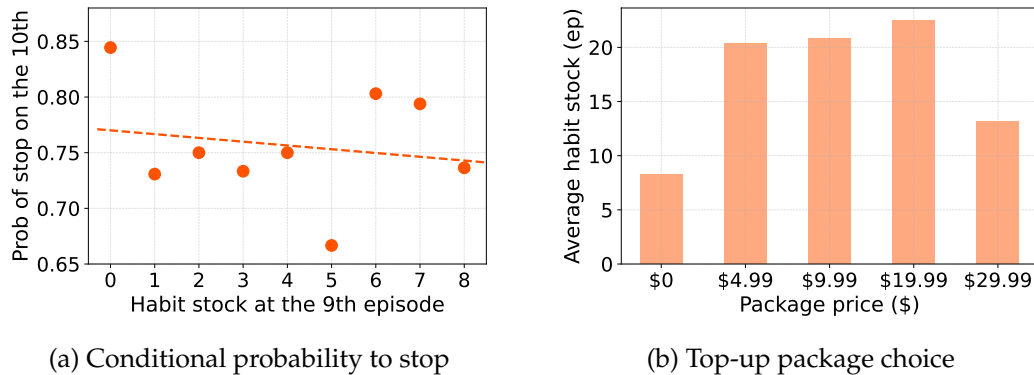 Prob of stop on the 10th
0.85
0.80
0.75
0.70
0.65
0 1 2 3 4 5 6 7 8
Habit stock at the 9th episode
(a) Conditional probability to stop
Average habit stock (ep)
20
15
10
5
0
$0 $4.99 $9.99 $19.99 $29.99
Package price ($)
(b) Top-up package choice